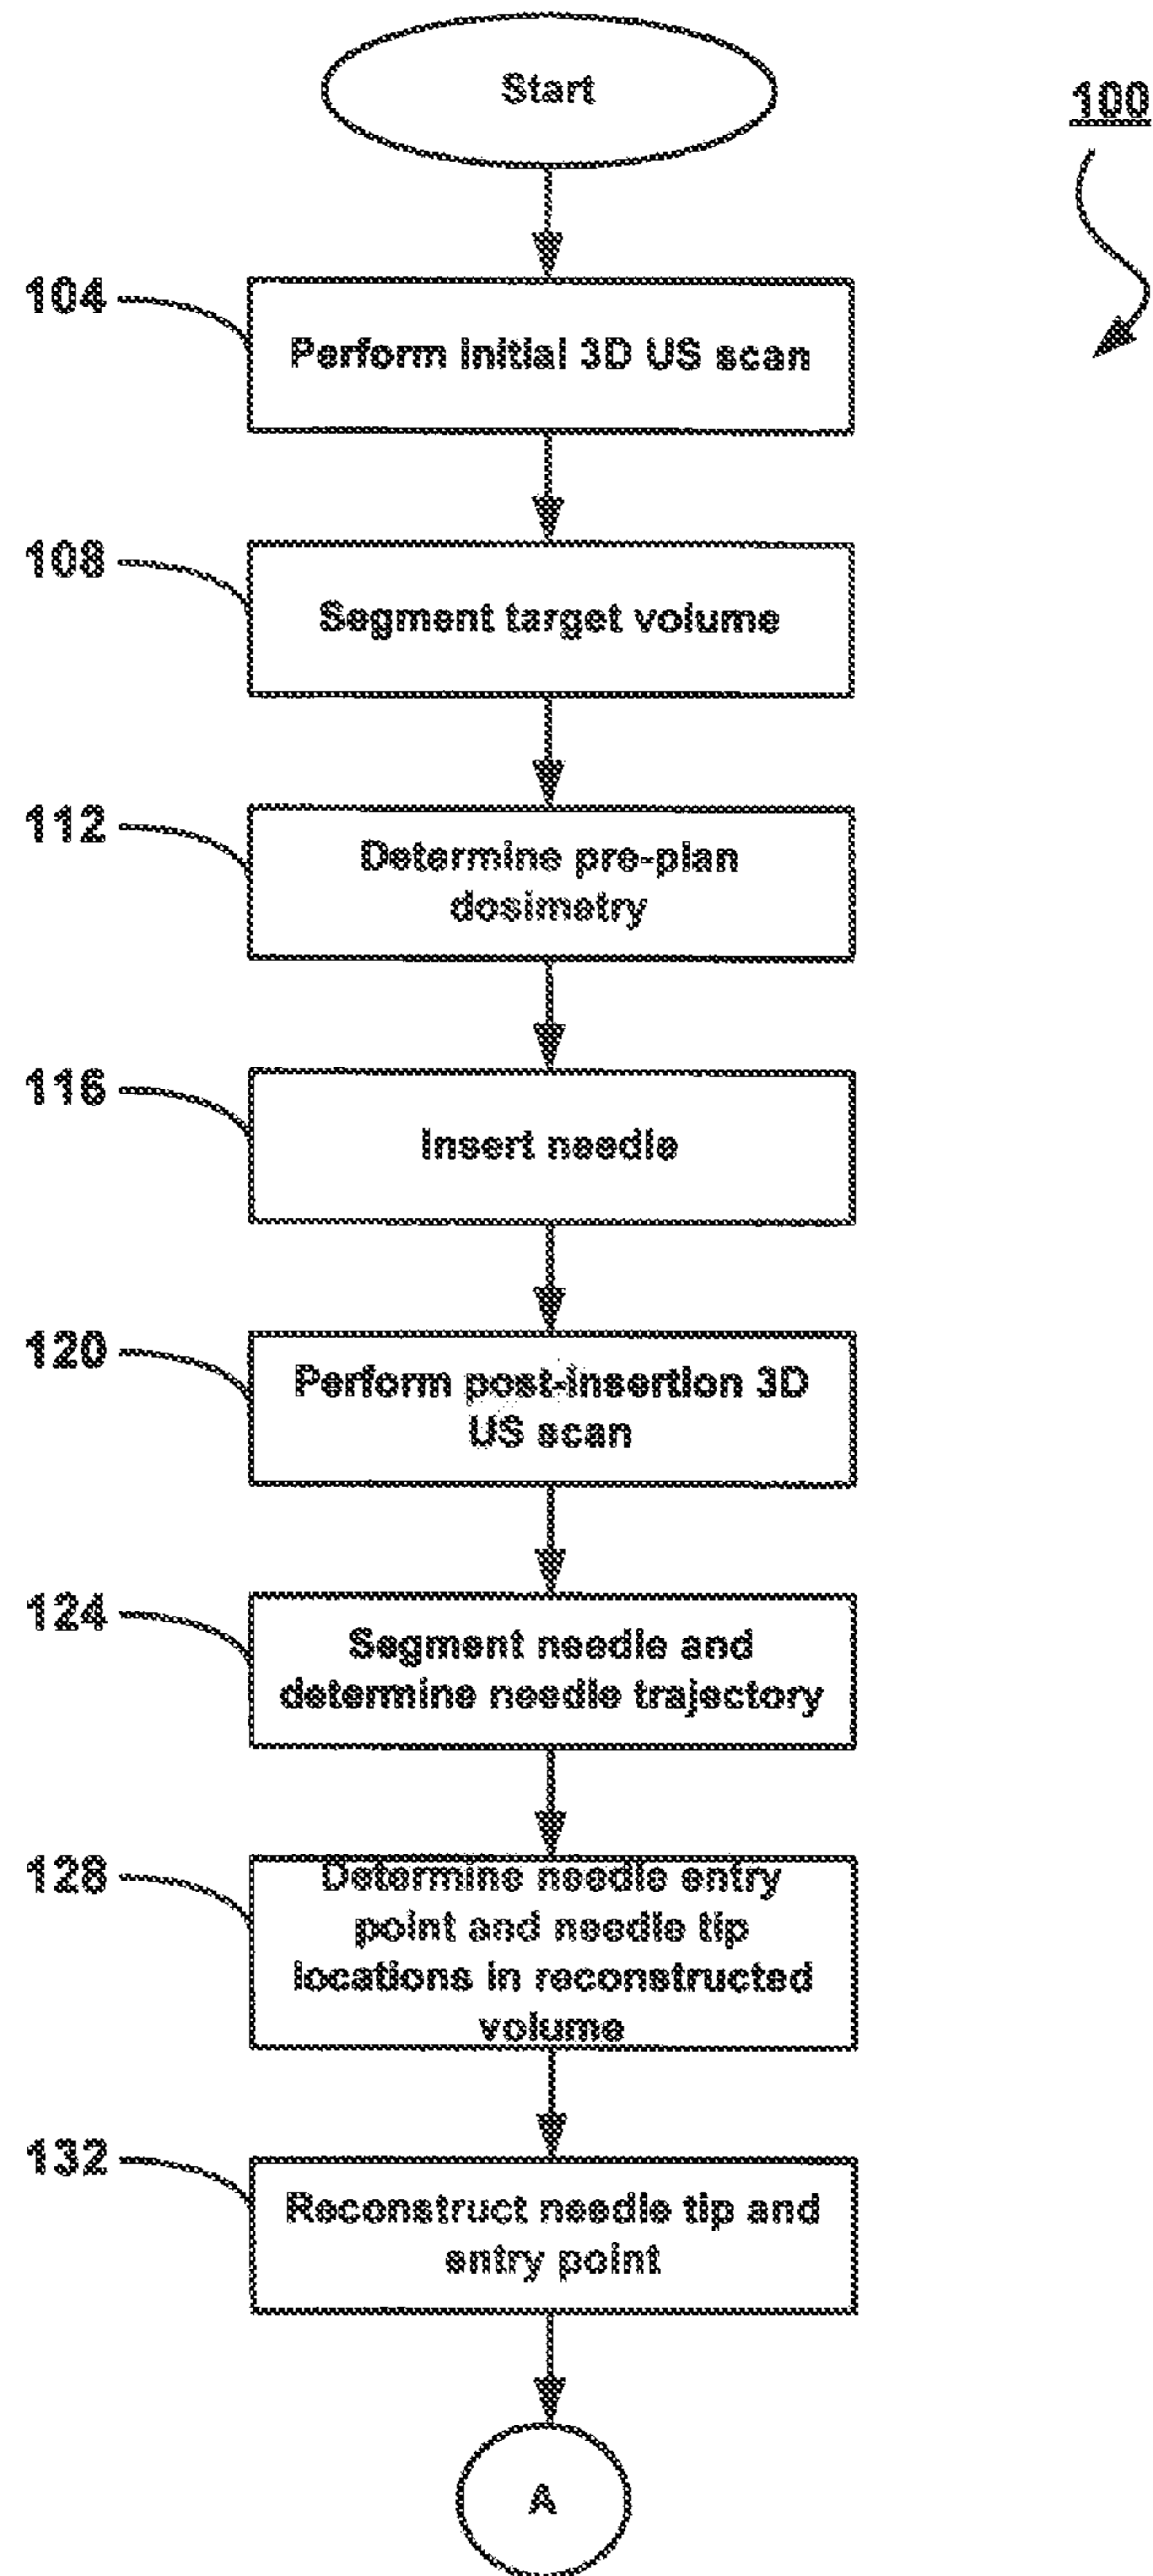 Start
100
104
Perform initial 3D US scan
108
Segment target volume
112
Determine pre-plan
dosimetry
116
Insert needle
120
Perform post-insertion 3D
US scan
124
Segment needle and
determine needle trajectory
128
Determine needle entry
point and needle tip
locations in reconstructed
volume
132
Reconstruct needle tip and
entry point
A